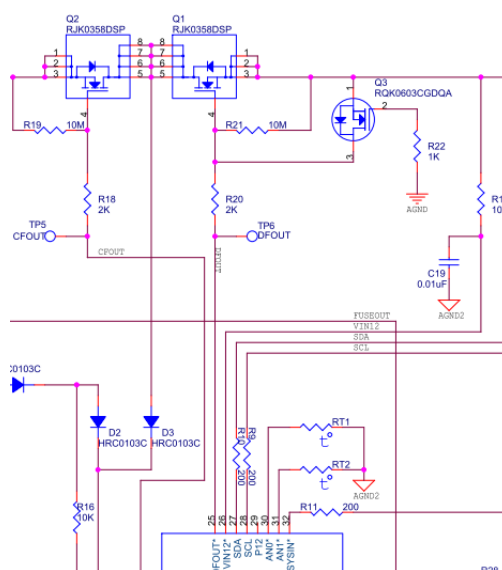 Q2
RJK0358DSP
Q1
RJK0358DSP
1
2
3
8
7
6
5
8
7
6
5
1
2
3
Q3
RQK0603CGDQA
1
2
3
4
4
R19
10M
R21
10M
R22
1K
AGND
R18
2K
R20
2K
TP5
CFOUT
TP6
DFOUT
CFOUT
DFOUT
C19
0.01uF
AGND2
FUSEOUT
VIN12
SDA
SCL
C0103C
D2
HRC0103C
D3
HRC0103C
R10
R9
200
200
RT1
t°
RT2
t°
AGND2
R16
10K
R11
200
25
26
27
28
29
30
31
32
DFOUT*
VIN12*
SDA
SCL
P12
AN0*
AN1*
SYSIN*